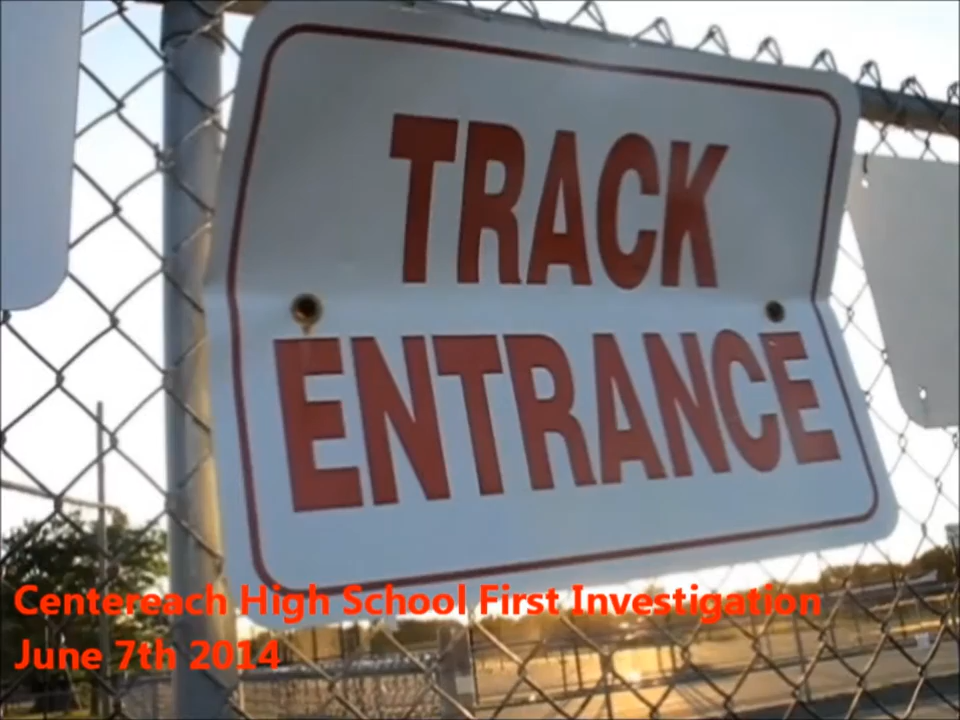 TRACK
ENTRANCE
Centereach High School First Investigation
June 7th 2014